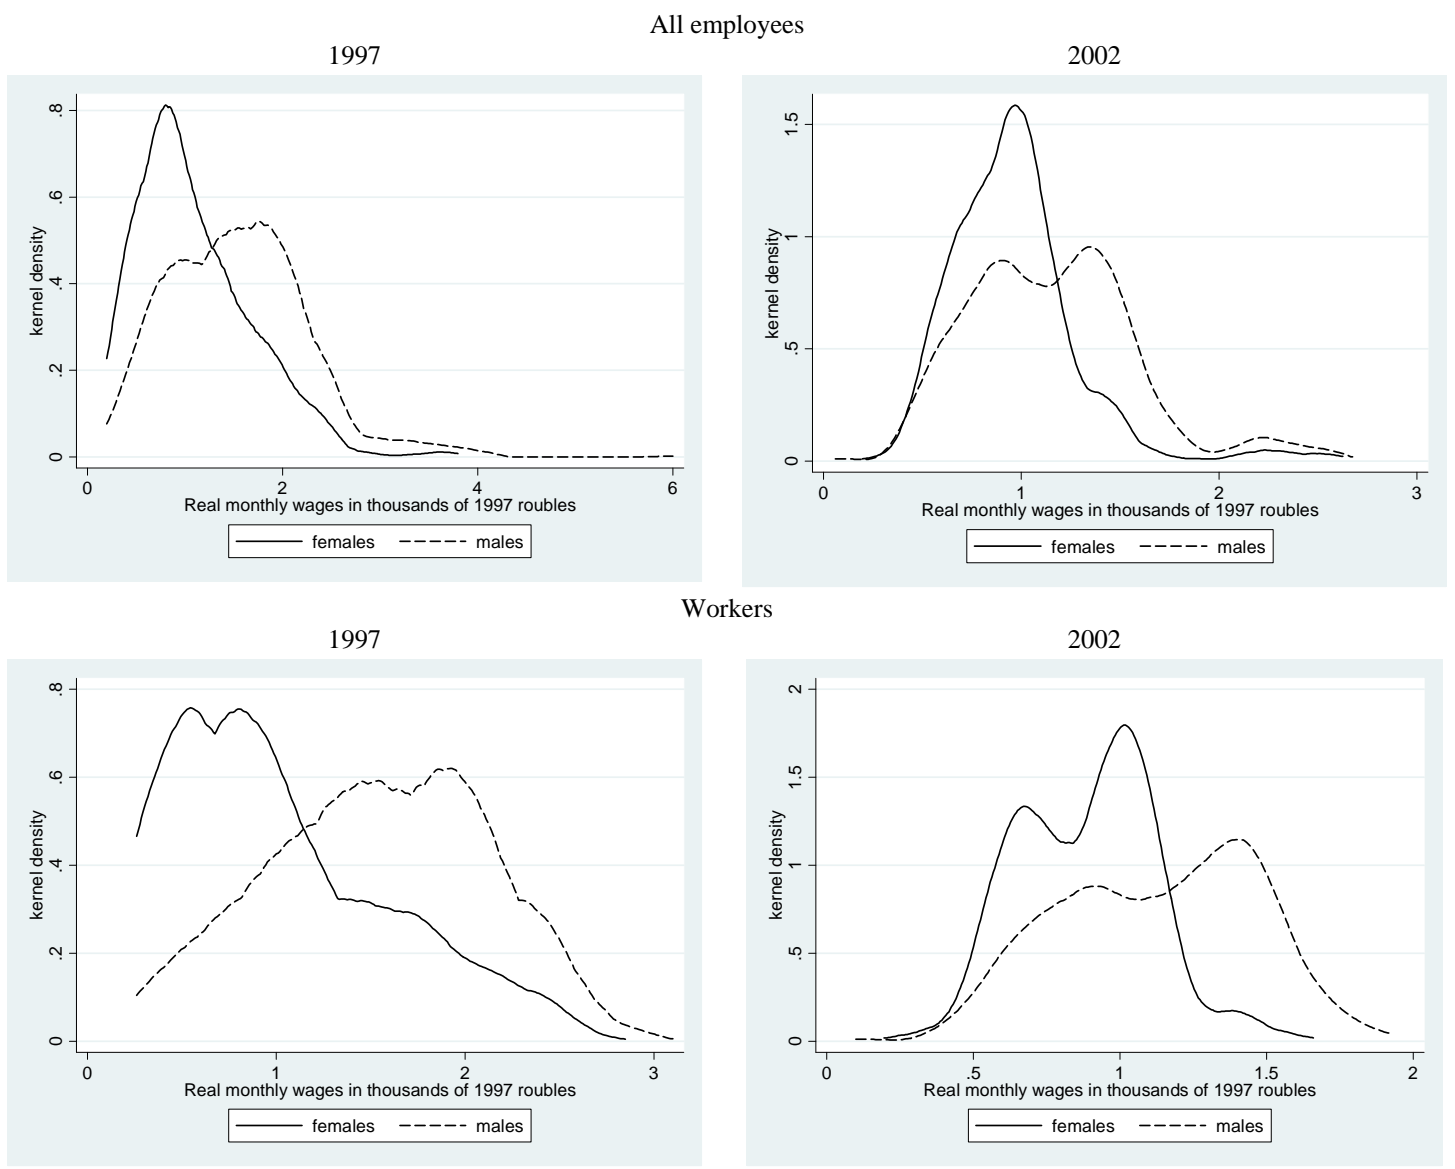 All employees
1997
2002
kernel density
0
.2
.4
.6
.8
0
2
4
6
Real monthly wages in thousands of 1997 roubles
females
males
kernel density
0
.5
1
1.5
0
1
2
3
Real monthly wages in thousands of 1997 roubles
females
males
Workers
1997
2002
kernel density
0
.2
.4
.6
.8
0
1
2
3
Real monthly wages in thousands of 1997 roubles
females
males
kernel density
0
.5
1
1.5
2
0
.5
1
1.5
2
Real monthly wages in thousands of 1997 roubles
females
males